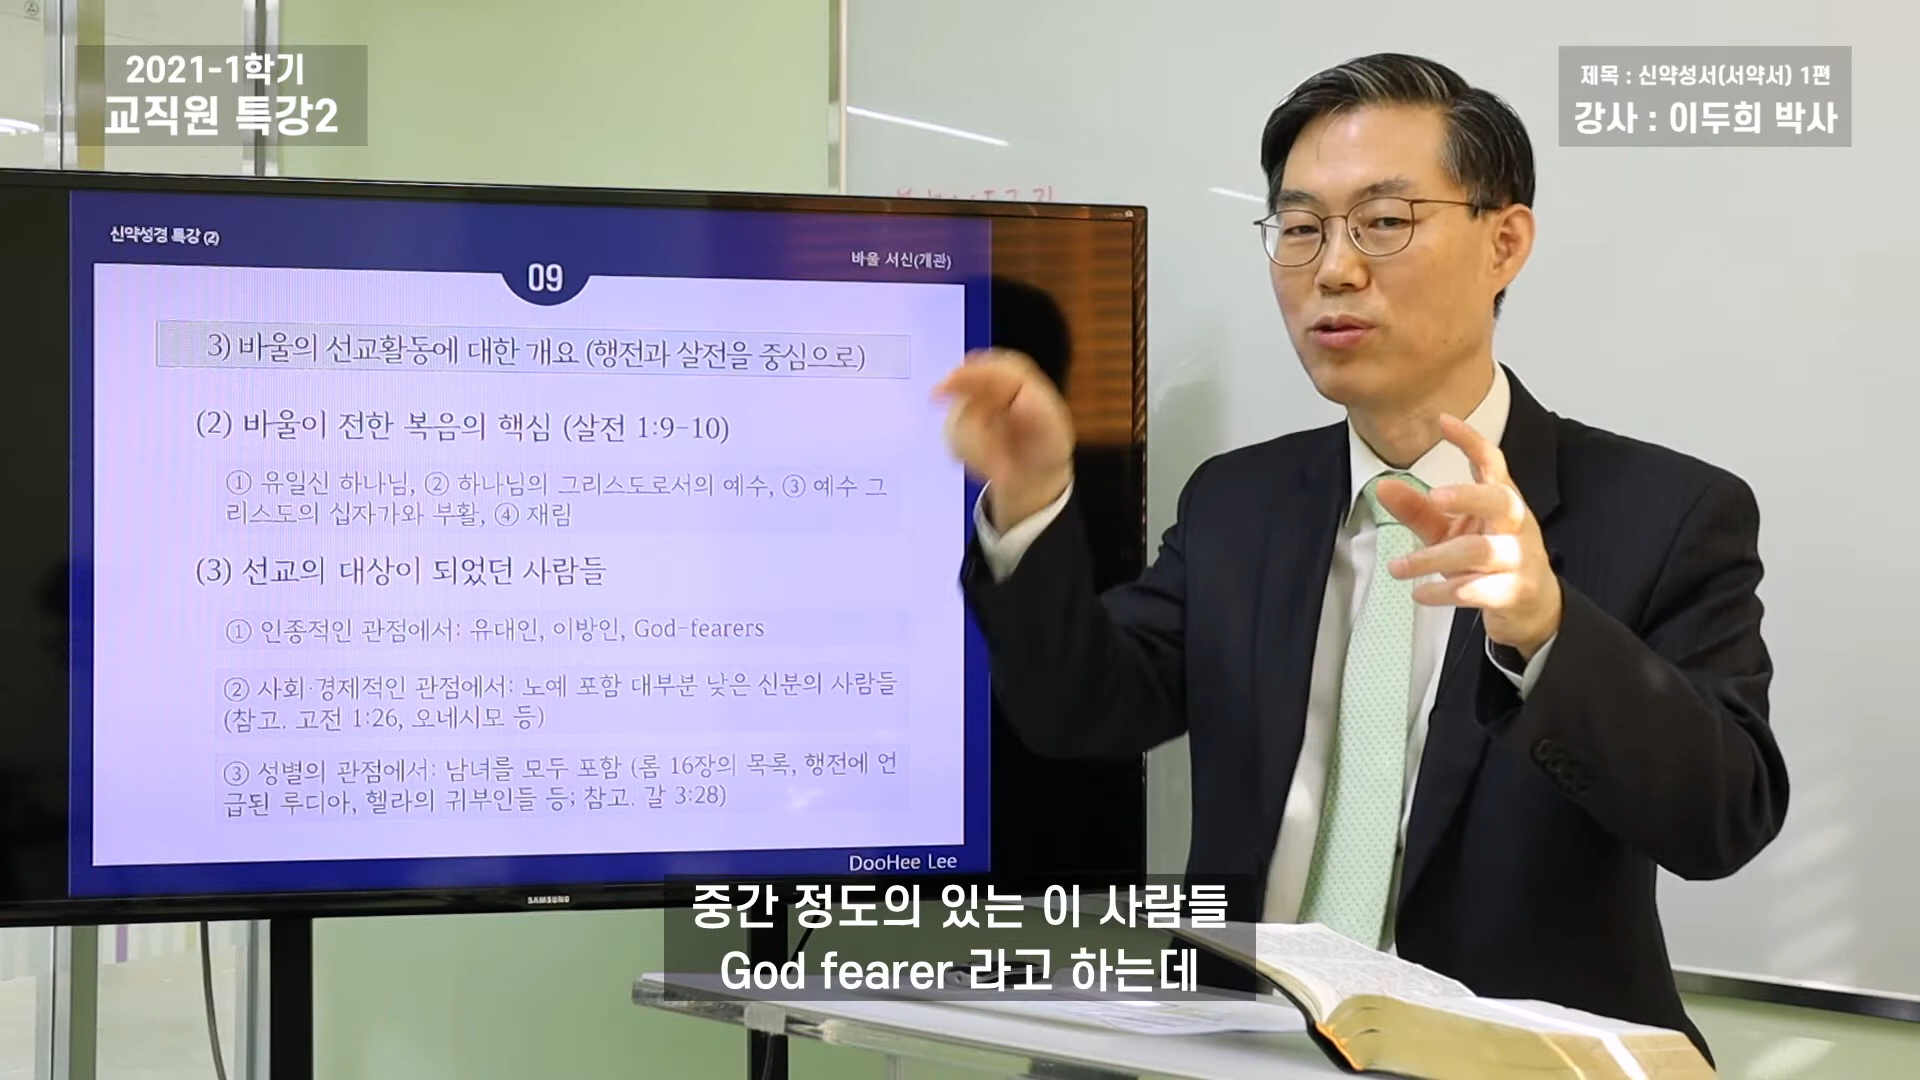 2021-1학기
교직원 특강2
제목 : 신약성서(서약서) 1편
강사 : 이두희 박사
신약성경 특강 (2)
바울 서신(개관)
09
3) 바울의 선교활동에 대한 개요 (행전과 살전을 중심으로)
(2) 바울이 전한 복음의 핵심 (살전 1:9-10)
① 유일신 하나님, ② 하나님의 그리스도로서의 예수, ③ 예수 그
리스도의 십자가와 부활, ④ 재림
(3) 선교의 대상이 되었던 사람들
① 인종적인 관점에서: 유대인, 이방인, God-fearers
② 사회·경제적인 관점에서: 노예 포함 대부분 낮은 신분의 사람들
(참고. 고전 1:26, 오네시모 등)
③ 성별의 관점에서: 남녀를 모두 포함 (롬 16장의 목록, 행전에 언
급된 루디아, 헬라의 귀부인들 등; 참고. 갈 3:28)
DooHee Lee
SAMSUNG
중간 정도의 있는 이 사람들
God fearer 라고 하는데